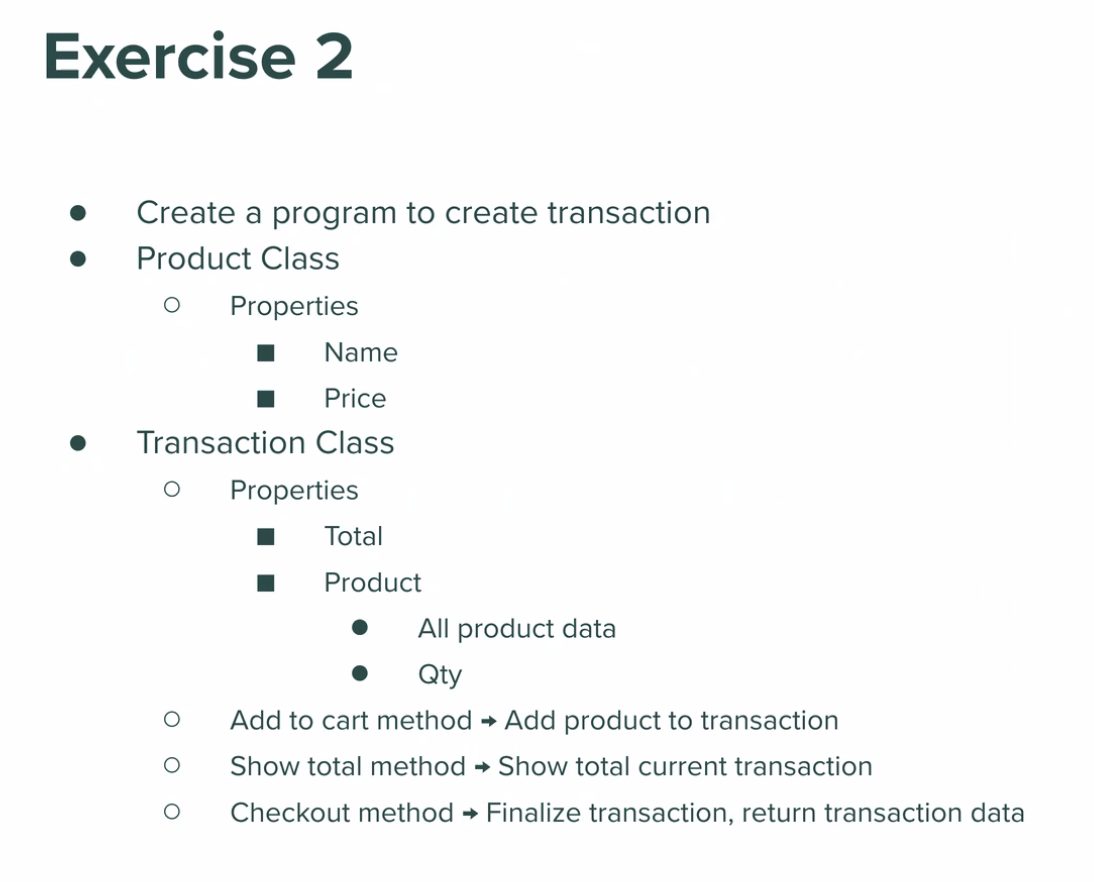 Exercise 2
● Create a program to create transaction
● Product Class
○ Properties
■ Name
■ Price
● Transaction Class
○ Properties
■ Total
■ Product
● All product data
● Qty
○ Add to cart method → Add product to transaction
○ Show total method → Show total current transaction
○ Checkout method → Finalize transaction, return transaction data